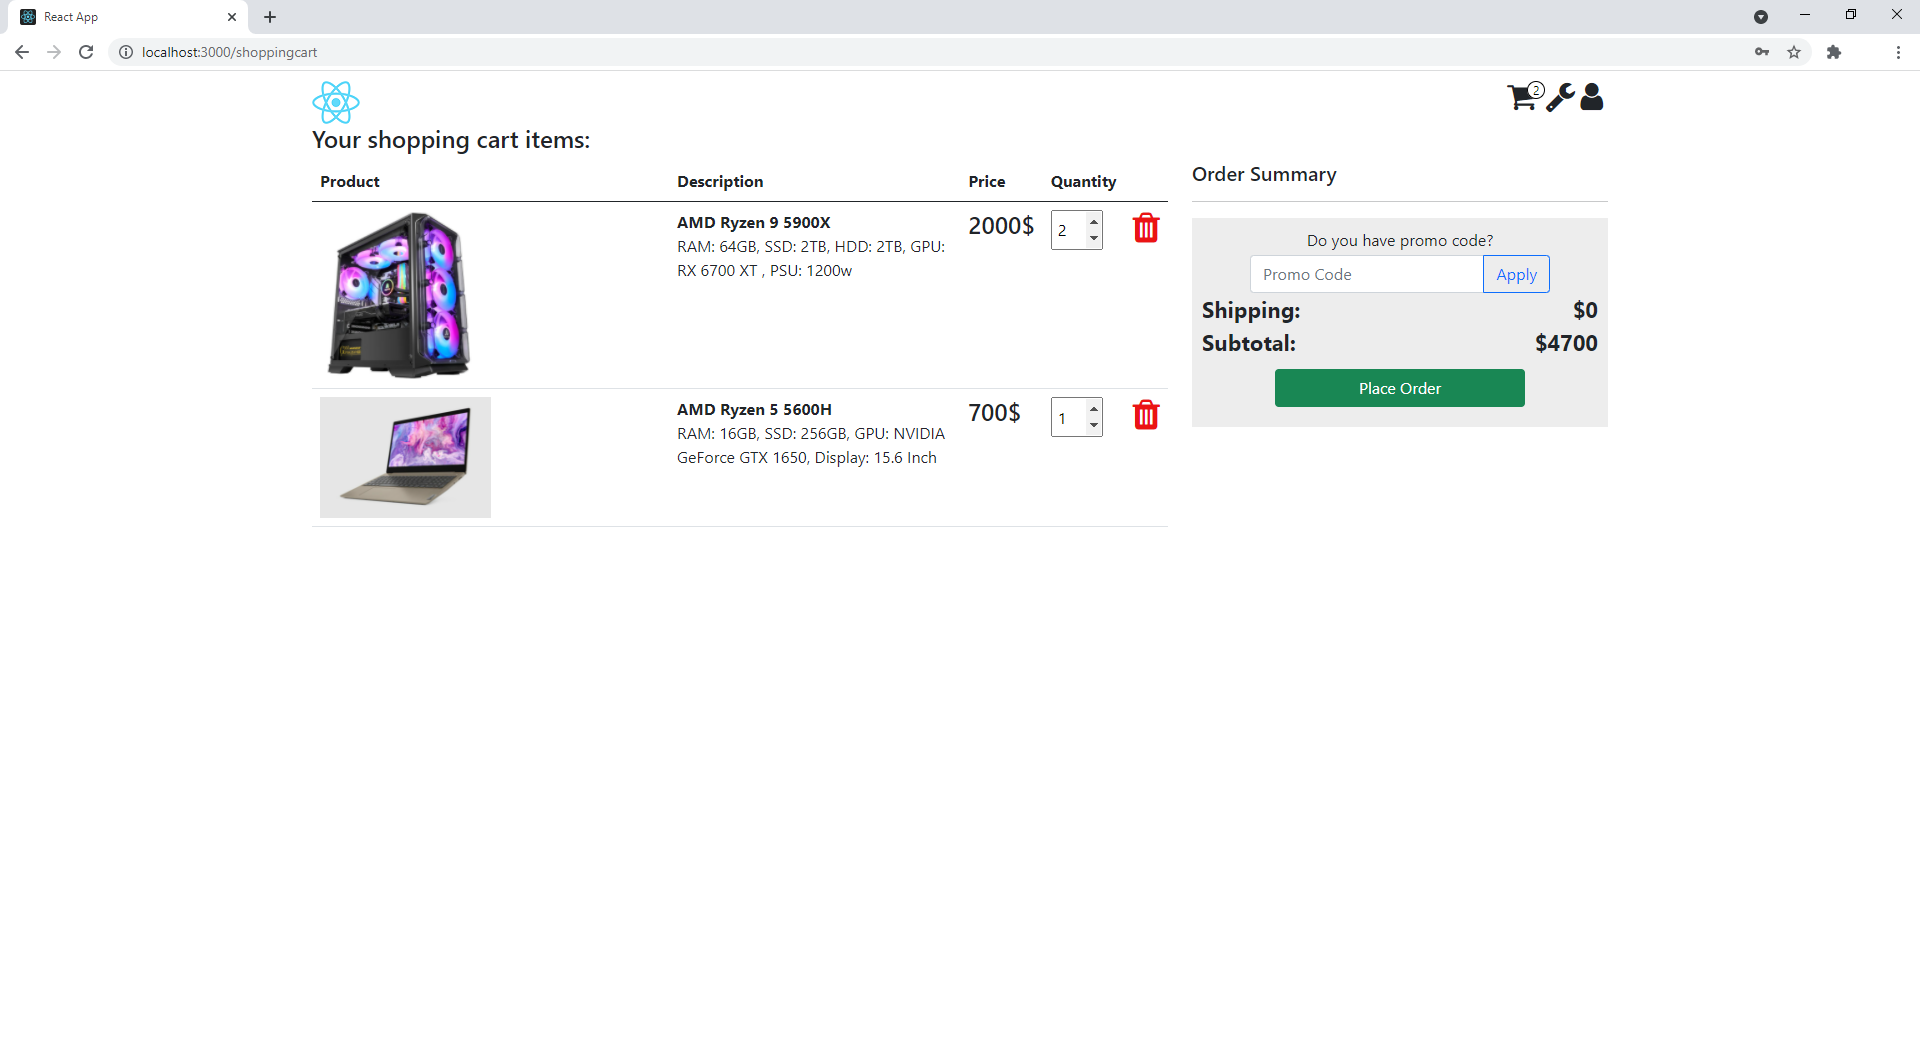 React App
localhost:3000/shoppingcart
2
Your shopping cart items:
Product Description Price Quantity
AMD Ryzen 9 5900X
RAM: 64GB, SSD: 2TB, HDD: 2TB, GPU:
RX 6700 XT , PSU: 1200w
2000$
2
AMD Ryzen 5 5600H
RAM: 16GB, SSD: 256GB, GPU: NVIDIA
GeForce GTX 1650, Display: 15.6 Inch
700$
1
Order Summary
Do you have promo code?
Promo Code Apply
Shipping: $0
Subtotal: $4700
Place Order